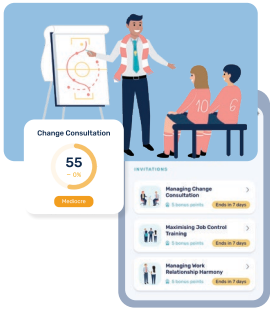 10
6
Change Consultation
55
– 0%
Mediocre
INVITATIONS
Managing Change
Consultation
5 bonus points
Ends in 7 days
Maximising Job Control
Training
5 bonus points
Ends in 7 days
Managing Work
Relationship Harmony
5 bonus points
Ends in 7 days